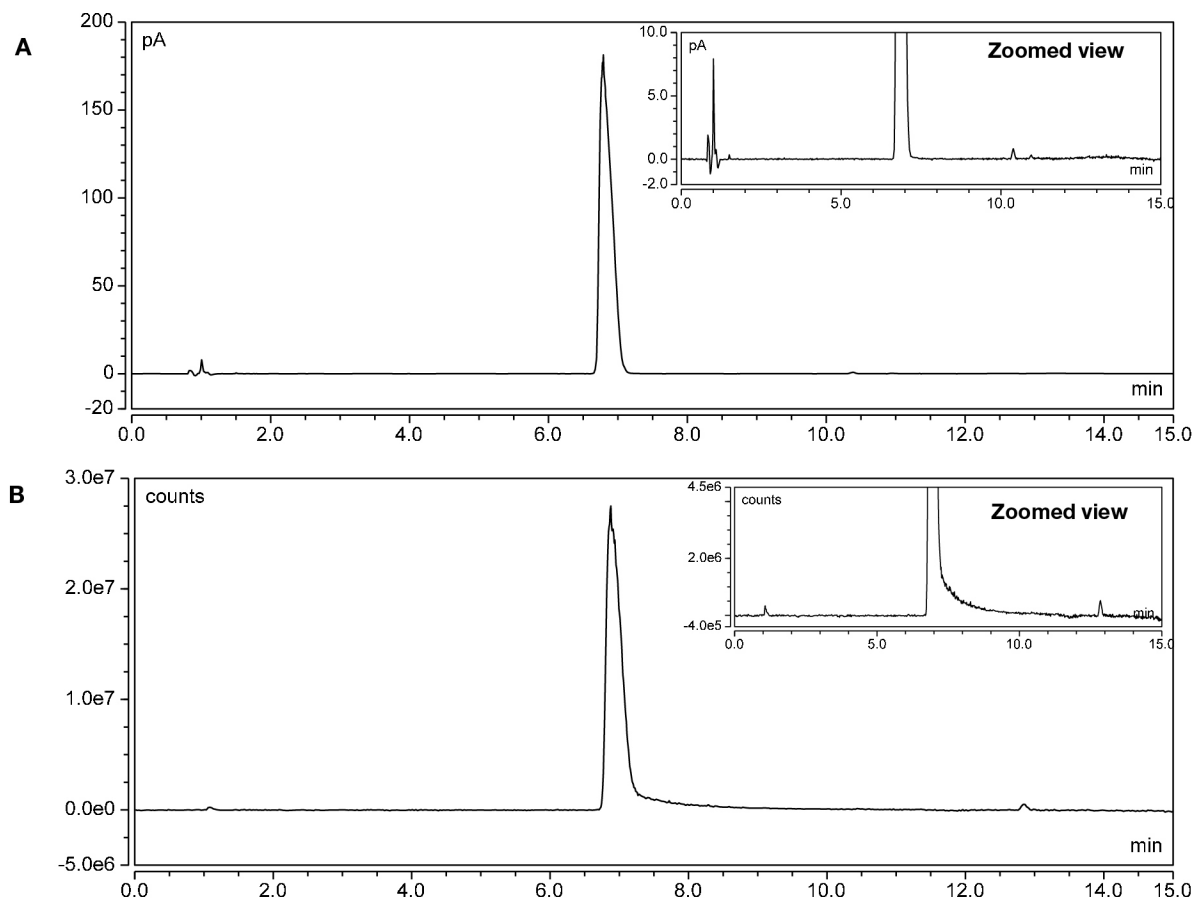 A
pA
200
150
100
50
0
-20
0.0 2.0 4.0 6.0 8.0 10.0 12.0 14.0 15.0
min
Zoomed view
pA
10.0
5.0
0.0
-2.0
min
0.0 5.0 10.0 15.0
B
counts
3.0e7
2.0e7
1.0e7
0.0e0
-5.0e6
0.0 2.0 4.0 6.0 8.0 10.0 12.0 14.0 15.0
min
Zoomed view
counts
4.5e6
2.0e6
-4.0e5
min
0.0 5.0 10.0 15.0